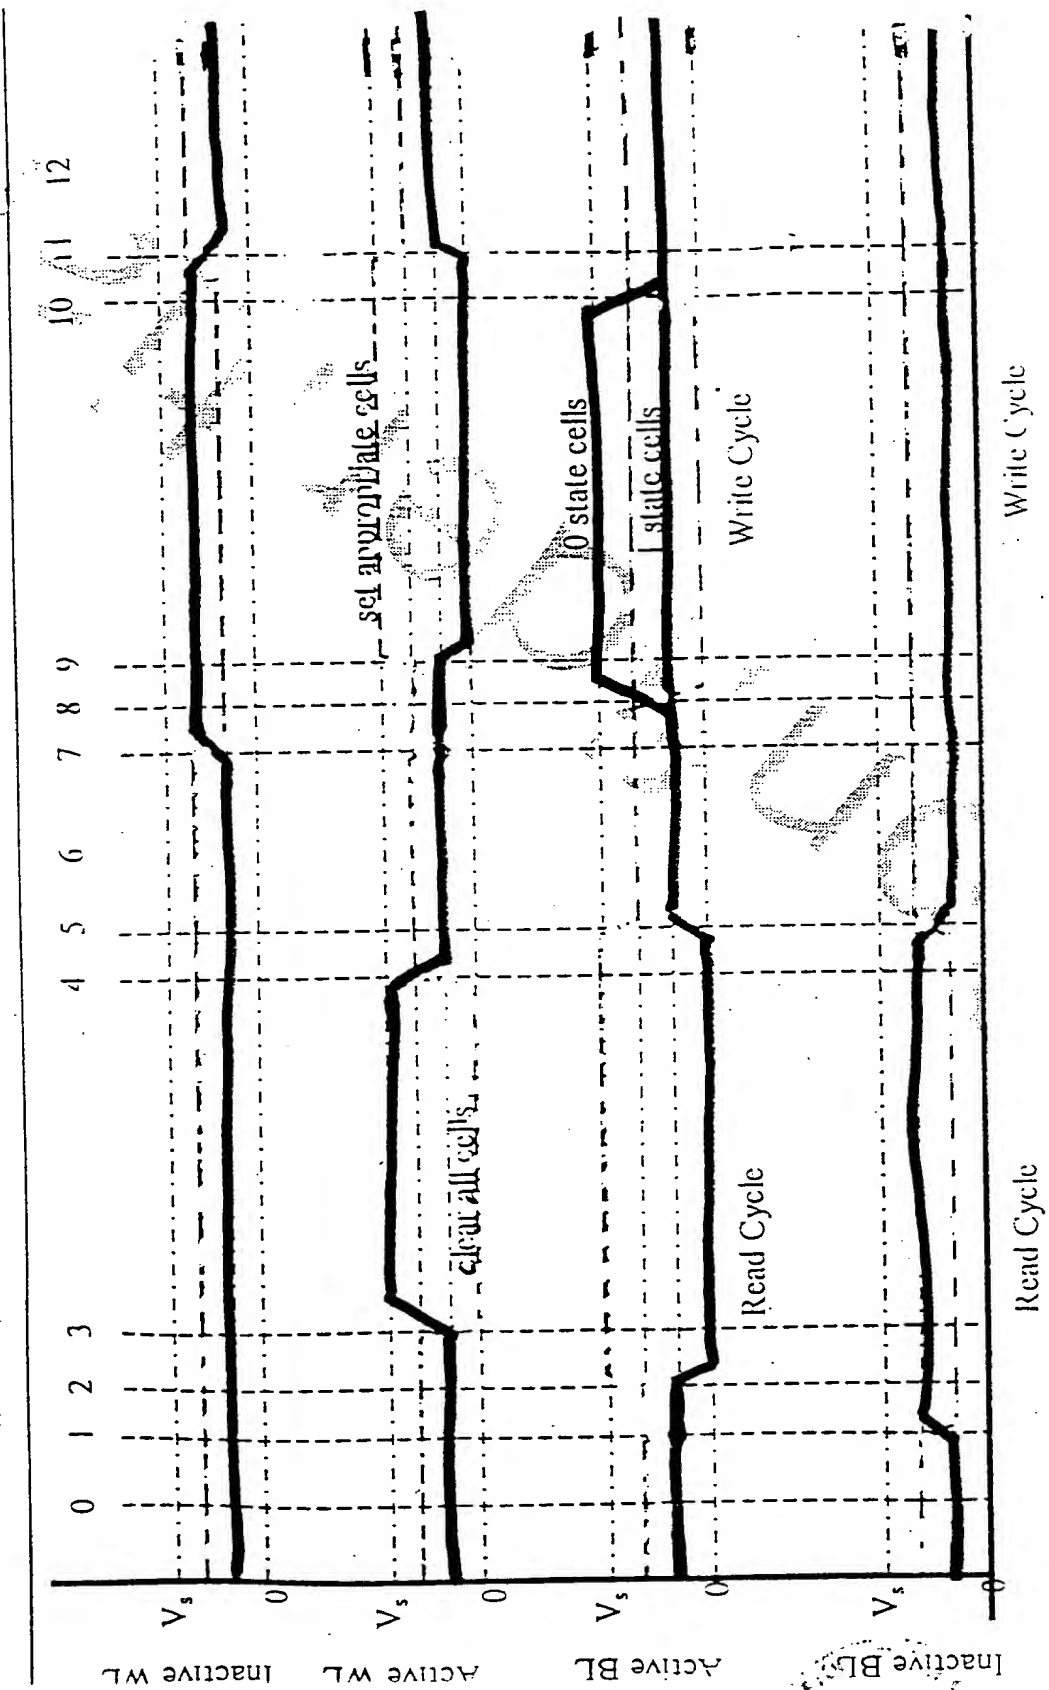 0 1 2 3 4 5 6 7 8 9 10 11 12
Inactive WL
Vs
0
Active WL
Vs
0
clear all cells
set appropriate cells
Active BL
Vs
0
0 state cells
1 state cells
Read Cycle
Write Cycle
Inactive BL
Vs
0
Read Cycle
Write Cycle